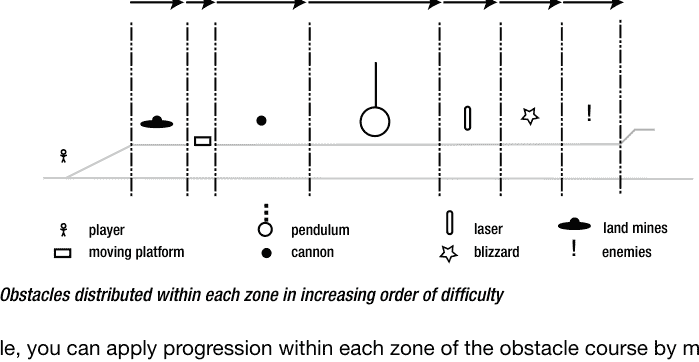 !
player
pendulum
laser
land mines
moving platform
cannon
blizzard
! enemies
Obstacles distributed within each zone in increasing order of difficulty
le, you can apply progression within each zone of the obstacle course by m